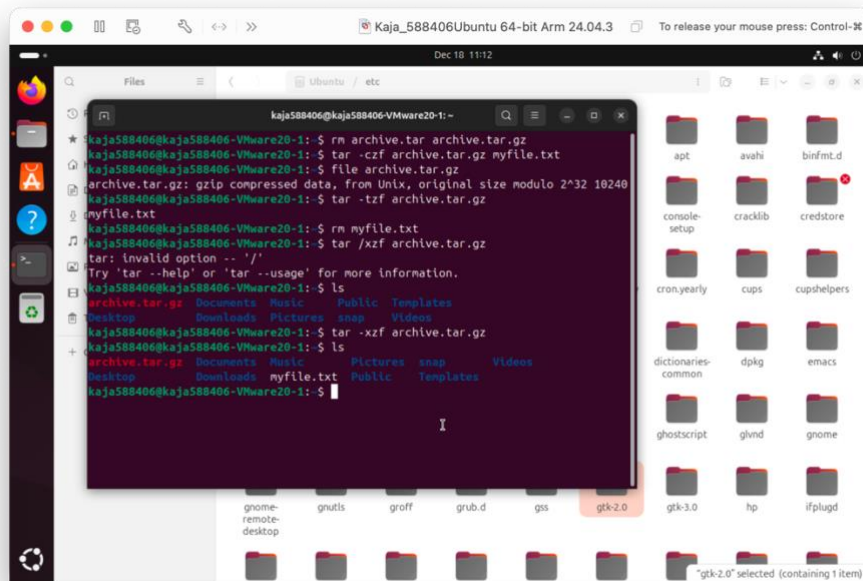 Kaja_588406Ubuntu 64-bit Arm 24.04.3
To release your mouse press: Control-⌘
Dec 18 11:12
Files
Ubuntu / etc
kaja588406@kaja588406-VMware20-1: ~
kaja588406@kaja588406-VMware20-1:~$ rm archive.tar archive.tar.gz
kaja588406@kaja588406-VMware20-1:~$ tar -czf archive.tar.gz myfile.txt
kaja588406@kaja588406-VMware20-1:~$ file archive.tar.gz
archive.tar.gz: gzip compressed data, from Unix, original size modulo 2^32 10240
kaja588406@kaja588406-VMware20-1:~$ tar -tzf archive.tar.gz
myfile.txt
kaja588406@kaja588406-VMware20-1:~$ rm myfile.txt
kaja588406@kaja588406-VMware20-1:~$ tar /xzf archive.tar.gz
tar: invalid option -- '/'
Try 'tar --help' or 'tar --usage' for more information.
kaja588406@kaja588406-VMware20-1:~$ ls
archive.tar.gz Documents Music Public Templates
Desktop Downloads Pictures snap Videos
kaja588406@kaja588406-VMware20-1:~$ tar -xzf archive.tar.gz
kaja588406@kaja588406-VMware20-1:~$ ls
archive.tar.gz Documents Music Pictures snap Videos
Desktop Downloads myfile.txt Public Templates
kaja588406@kaja588406-VMware20-1:~$
apt avahi binfmt.d
console-setup cracklib credstore
cron.yearly cups cupshelpers
dictionaries-common dpkg emacs
ghostscript glvnd gnome
gnome-remote-desktop gnutls groff grub.d gss gtk-2.0 gtk-3.0 hp ifplugd
"gtk-2.0" selected (containing 1 item)